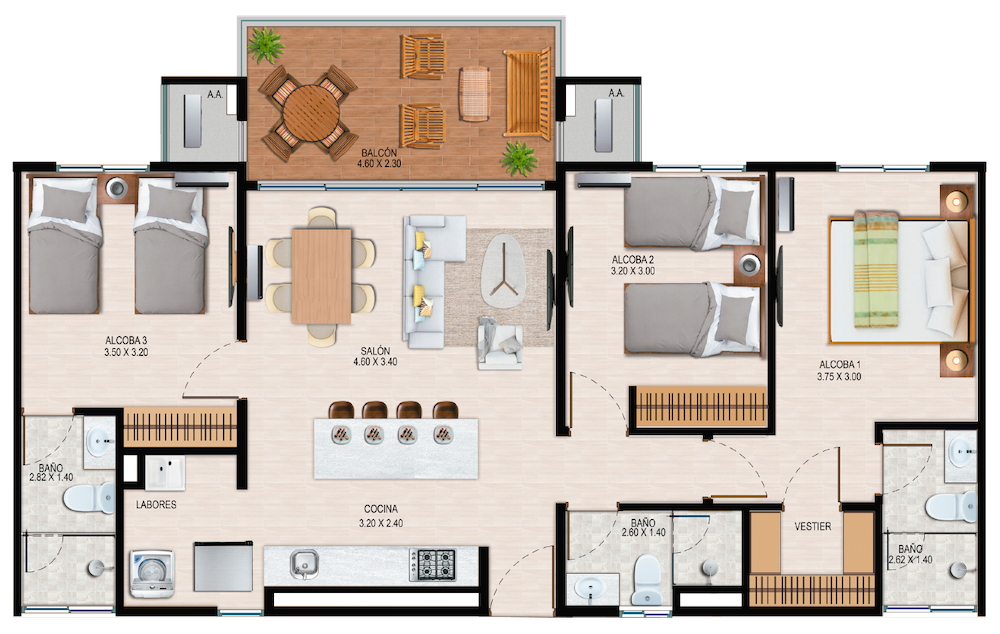 A.A.
A.A.
BALCÓN
4.60 X 2.30
ALCOBA 3
3.50 X 3.20
SALÓN
4.60 X 3.40
ALCOBA 2
3.20 X 3.00
ALCOBA 1
3.75 X 3.00
BAÑO
2.82 X 1.40
LABORES
COCINA
3.20 X 2.40
BAÑO
2.60 X 1.40
VESTIER
BAÑO
2.62 X 1.40